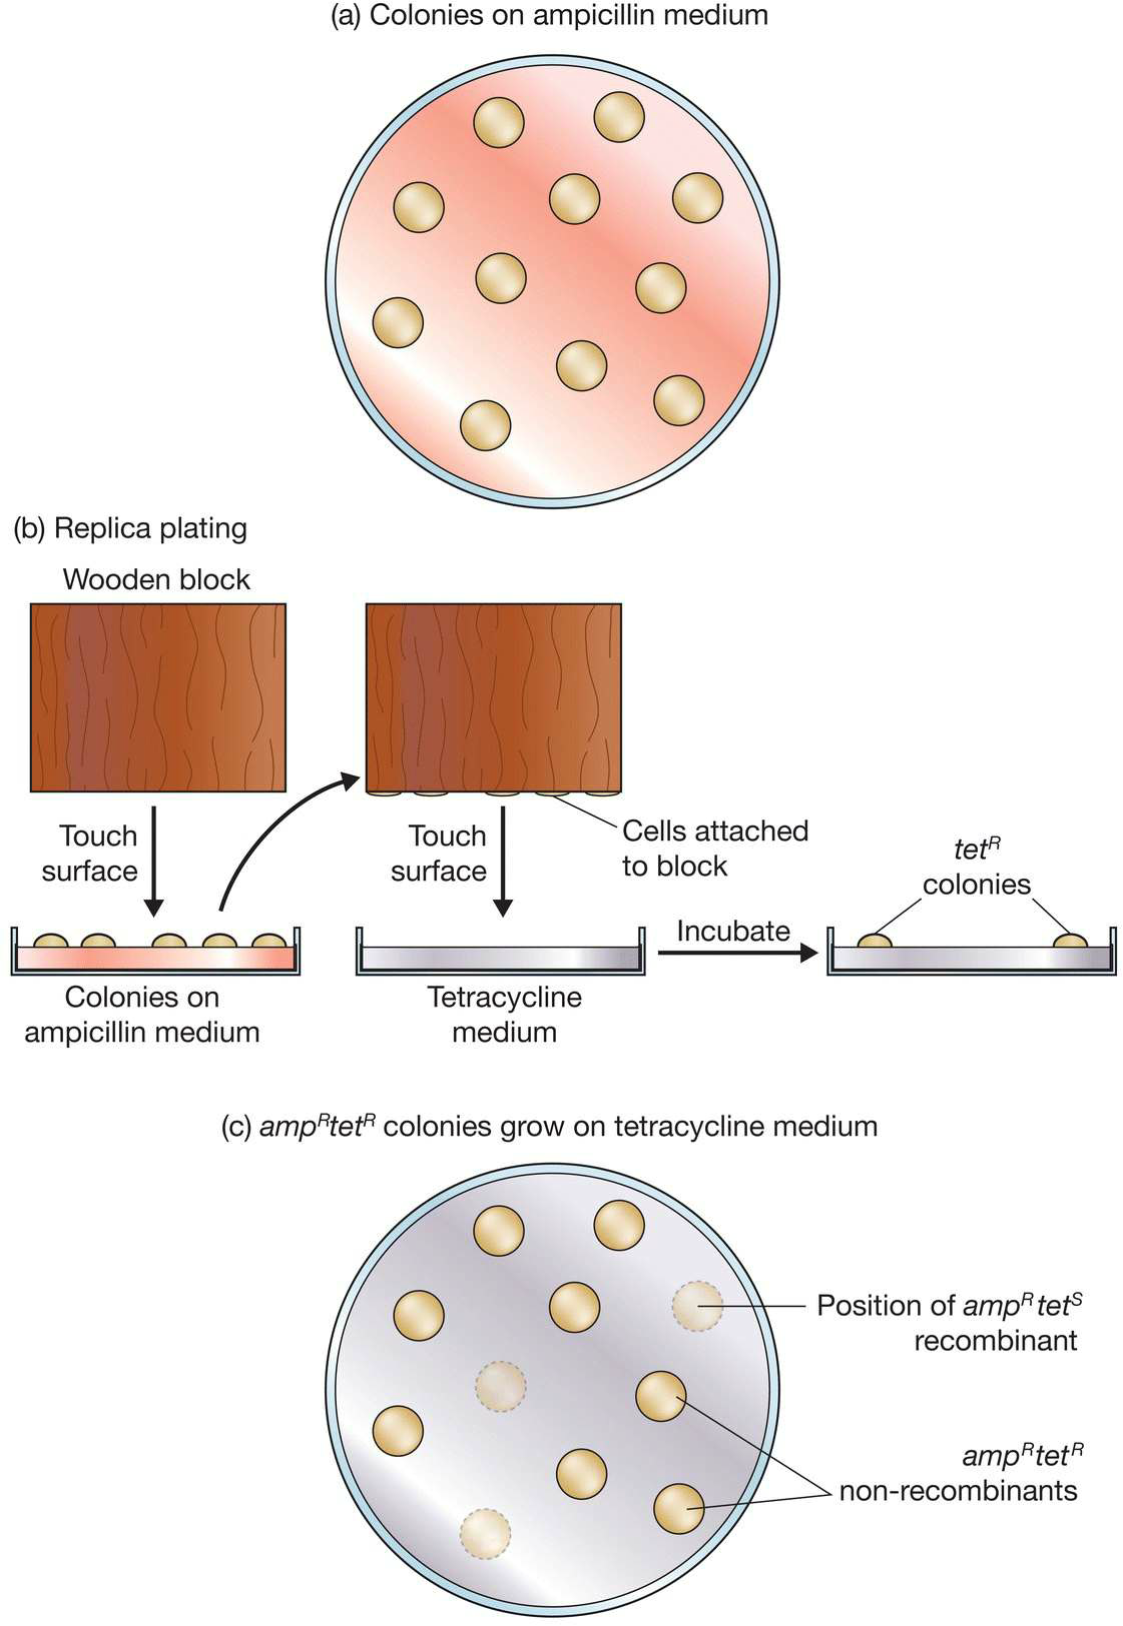 (a) Colonies on ampicillin medium
(b) Replica plating
Wooden block
Touch
surface
Touch
surface
Cells attached
to block
tetᴿ
colonies
Incubate
Colonies on
ampicillin medium
Tetracycline
medium
(c) ampᴿtetᴿ colonies grow on tetracycline medium
Position of ampᴿ tetˢ
recombinant
ampᴿtetᴿ
non-recombinants